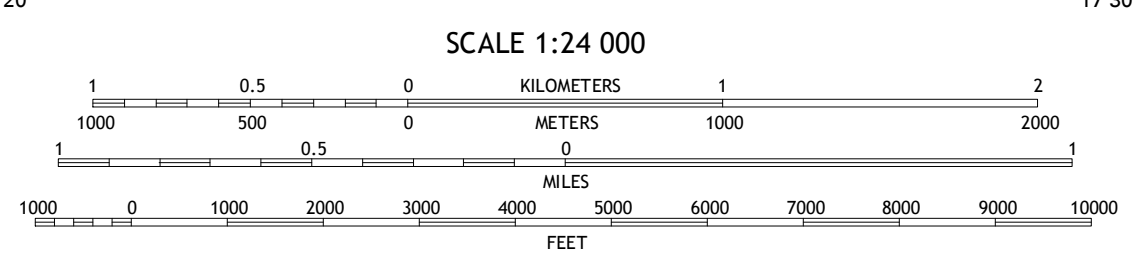 20 17'30
SCALE 1:24 000
1 0.5 0 KILOMETERS 1 2
1000 500 0 METERS 1000 2000
1 0.5 0 1
MILES
1000 0 1000 2000 3000 4000 5000 6000 7000 8000 9000 10000
FEET